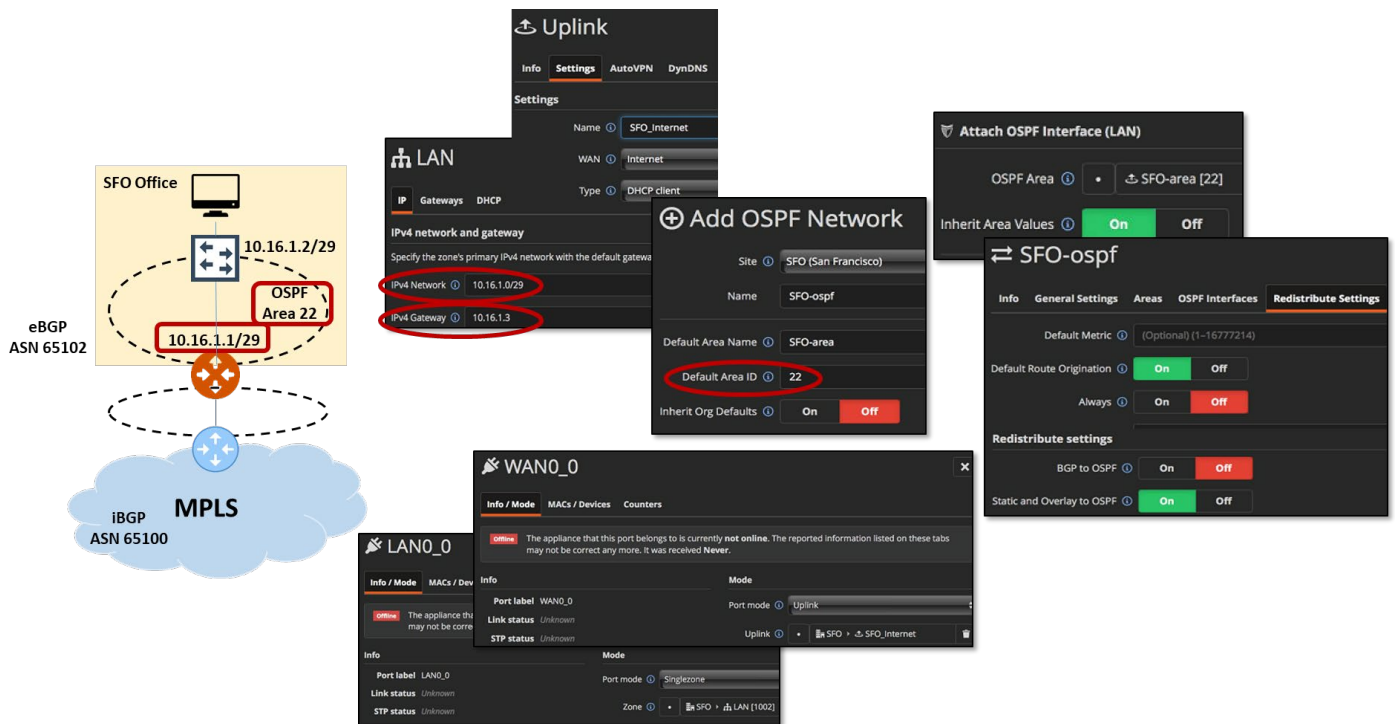 SFO Office
10.16.1.2/29
OSPF
Area 22
10.16.1.1/29
eBGP
ASN 65102
MPLS
iBGP
ASN 65100
Uplink
Info Settings AutoVPN DynDNS
Settings
Name SFO_Internet
WAN Internet
Type DHCP client
LAN
IP Gateways DHCP
IPv4 network and gateway
Specify the zone's primary IPv4 network with the default gatewa
IPv4 Network 10.16.1.0/29
IPv4 Gateway 10.16.1.3
Add OSPF Network
Site SFO (San Francisco)
Name SFO-ospf
Default Area Name SFO-area
Default Area ID 22
Inherit Org Defaults On Off
Attach OSPF Interface (LAN)
OSPF Area SFO-area [22]
Inherit Area Values On Off
SFO-ospf
Info General Settings Areas OSPF Interfaces Redistribute Settings
Default Metric (Optional) (1–16777214)
Default Route Origination On Off
Always On Off
Redistribute settings
BGP to OSPF On Off
Static and Overlay to OSPF On Off
WAN0_0
Info / Mode MACs / Devices Counters
Offline The appliance that this port belongs to is currently not online. The reported information listed on these tabs
may not be correct any more. It was received Never.
Info Mode
Port label WAN0_0 Port mode Uplink
Link status Unknown
STP status Unknown Uplink SFO › SFO_Internet
LAN0_0
Info / Mode MACs / Dev
Offline The appliance tha
may not be corre
Info Mode
Port label LAN0_0 Port mode Singlezone
Link status Unknown
STP status Unknown Zone SFO › LAN [1002]